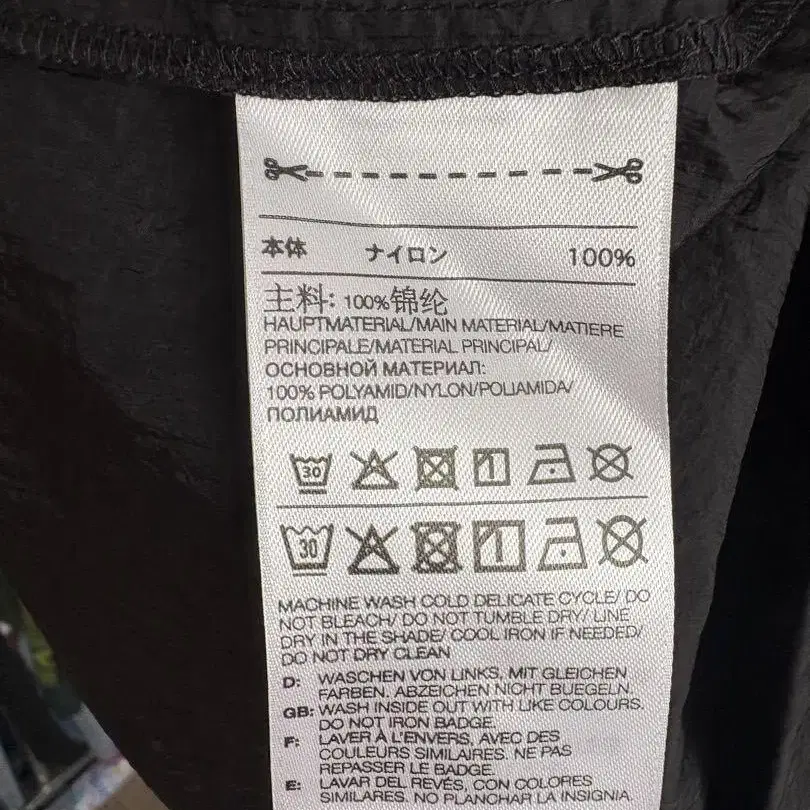 本体 ナイロン 100%
主料: 100%锦纶
HAUPTMATERIAL/MAIN MATERIAL/MATIERE
PRINCIPALE/MATERIAL PRINCIPAL/
ОСНОВНОЙ МАТЕРИАЛ:
100% POLYAMID/NYLON/POLIAMIDA/
ПОЛИАМИД
30 1
30 1
MACHINE WASH COLD DELICATE CYCLE/ DO
NOT BLEACH/ DO NOT TUMBLE DRY/ LINE
DRY IN THE SHADE/ COOL IRON IF NEEDED/
DO NOT DRY CLEAN
D: WASCHEN VON LINKS, MIT GLEICHEN
FARBEN. ABZEICHEN NICHT BUEGELN.
GB: WASH INSIDE OUT WITH LIKE COLOURS.
DO NOT IRON BADGE.
F: LAVER À L'ENVERS, AVEC DES
COULEURS SIMILAIRES. NE PAS
REPASSER LE BADGE.
E: LAVAR DEL REVÉS, CON COLORES
SIMILARES. NO PLANCHAR LA INSIGNIA